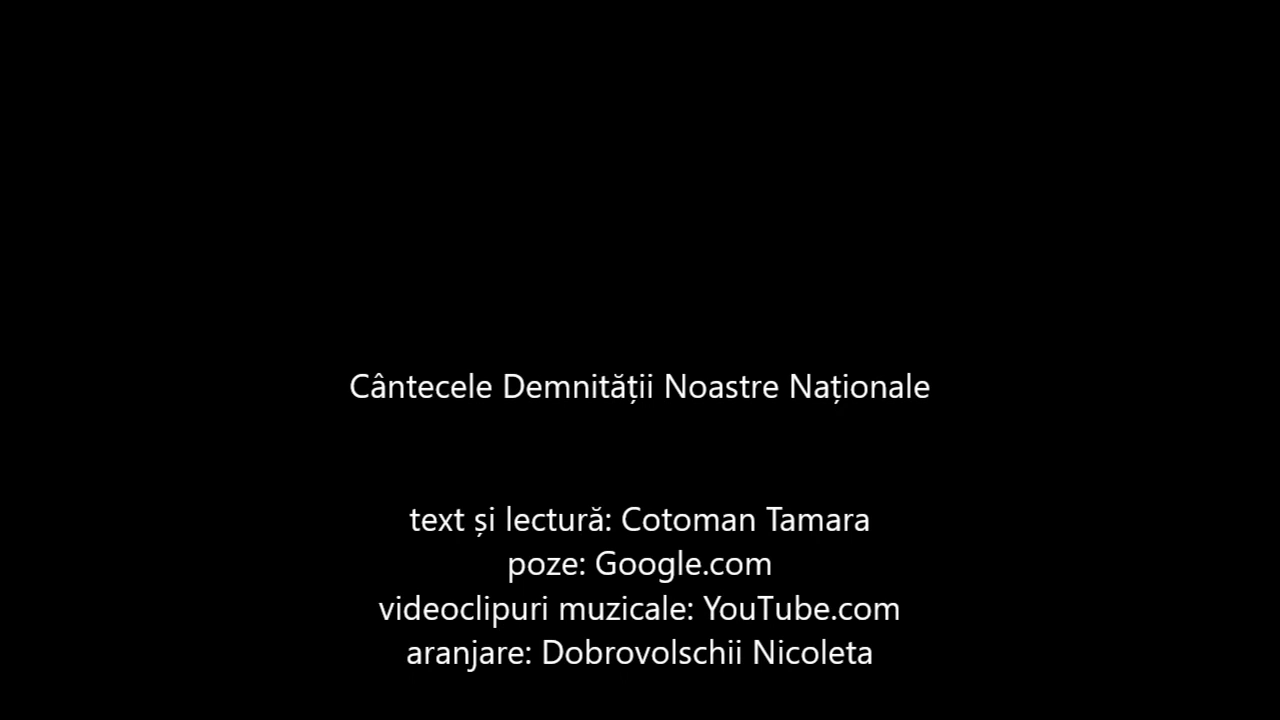 Cântecele Demnității Noastre Naționale
text și lectură: Cotoman Tamara
poze: Google.com
videoclipuri muzicale: YouTube.com
aranjare: Dobrovolschii Nicoleta